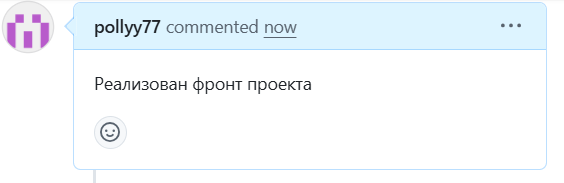 pollyy77 commented now
Реализован фронт проекта